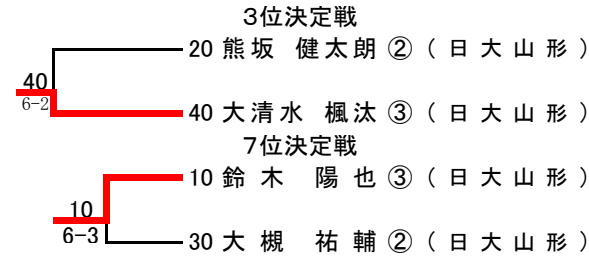 3位決定戦
20 熊坂 健太朗 ② ( 日 大 山 形 )
40
6-2
40 大清水 楓汰 ③ ( 日 大 山 形 )
7位決定戦
10 鈴 木 陽 也 ③ ( 日 大 山 形 )
10
6-3
30 大 槻 祐 輔 ② ( 日 大 山 形 )